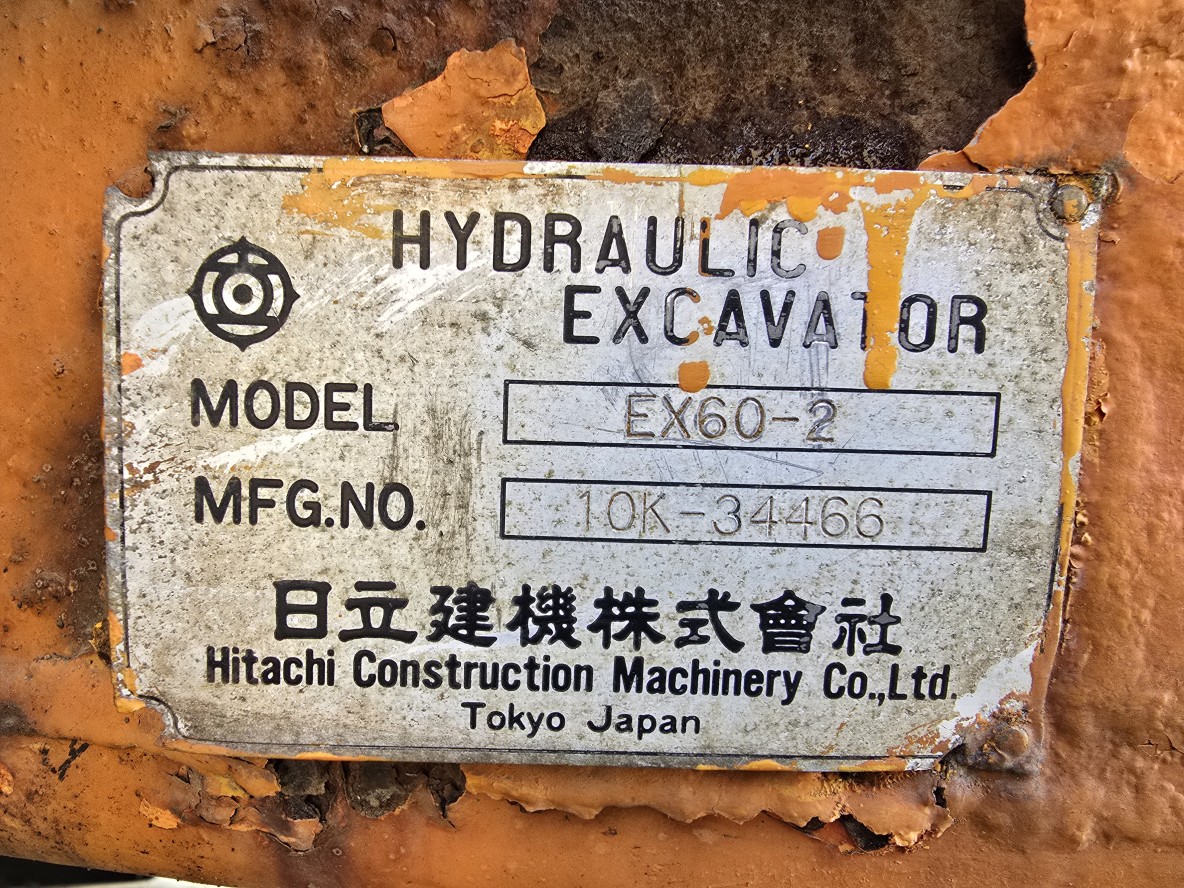 HYDRAULIC
EXCAVATOR
MODEL EX60-2
MFG.NO. 10K-34466
日立建機株式會社
Hitachi Construction Machinery Co.,Ltd.
Tokyo Japan